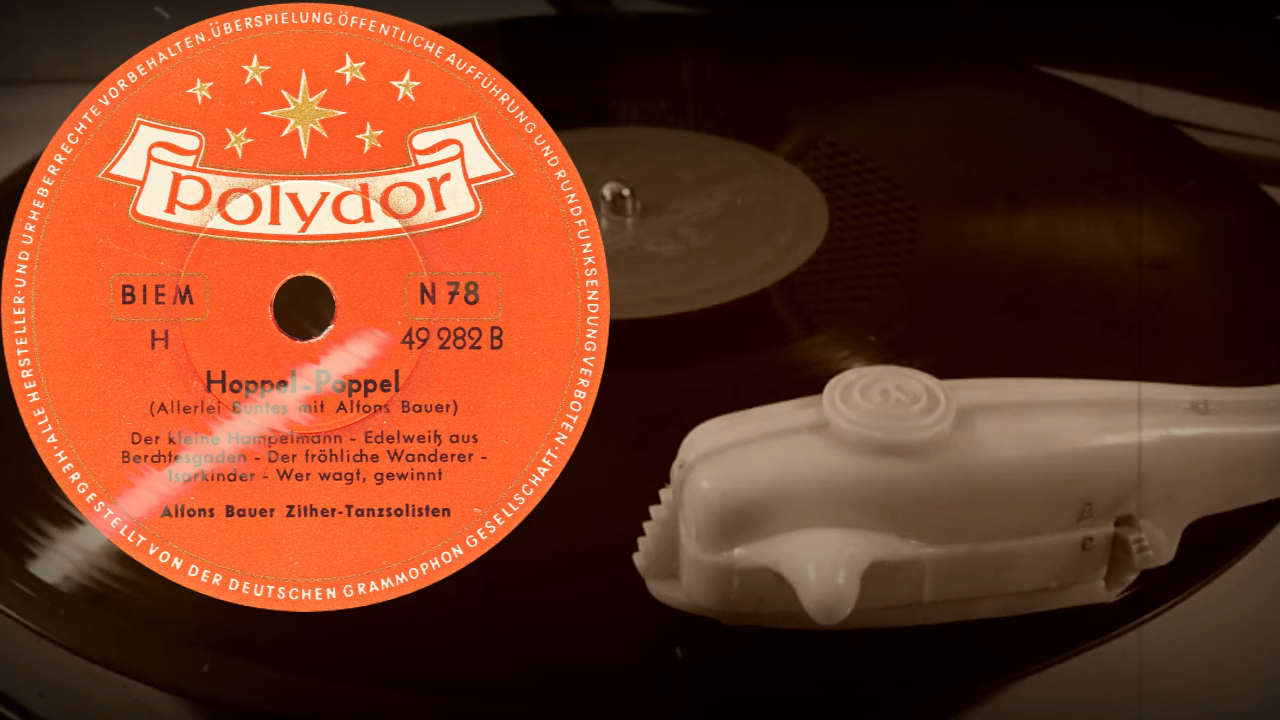 ALLE HERSTELLER- UND URHEBERRECHTE VORBEHALTEN. ÜBERSPIELUNG, ÖFFENTLICHE AUFFÜHRUNG UND RUNDFUNKSENDUNG VERBOTEN.
polydor
BIEM
N 78
H
49 282 B
Hoppel-Poppel
(Allerlei Buntes mit Alfons Bauer)
Der kleine Hampelmann - Edelweiß aus
Berchtesgaden - Der fröhliche Wanderer -
Isarkinder - Wer wagt, gewinnt
Alfons Bauer Zither-Tanzsolisten
HERGESTELLT VON DER DEUTSCHEN GRAMMOPHON GESELLSCHAFT